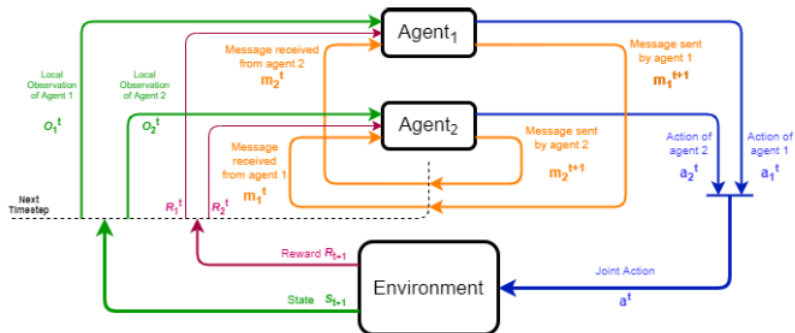 Agent₁
Message received
from agent 2
m₂ᵗ
Message sent
by agent 1
m₁ᵗ⁺¹
Local
Observation
of Agent 1
O₁ᵗ
Local
Observation
of Agent 2
O₂ᵗ
Agent₂
Message
received
from agent 1
m₁ᵗ
Message sent
by agent 2
m₂ᵗ⁺¹
Action of
agent 2
a₂ᵗ
Action of
agent 1
a₁ᵗ
Next
Timestep
R₁ᵗ
R₂ᵗ
Reward Rₜ₊₁
Environment
Joint Action
aᵗ
State Sₜ₊₁